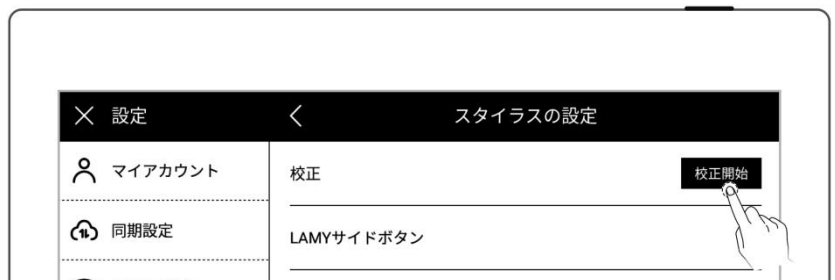 設定
スタイラスの設定
マイアカウント
校正
校正開始
同期設定
LAMYサイドボタン